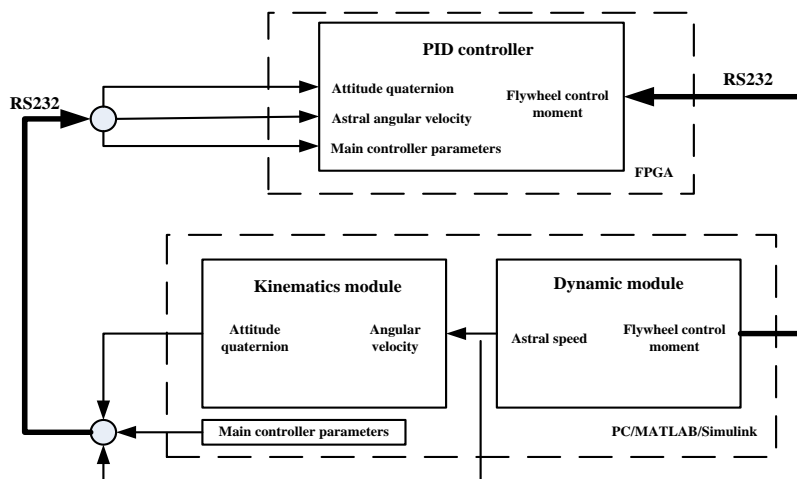 PID controller
RS232
RS232
Attitude quaternion
Flywheel control
moment
Astral angular velocity
Main controller parameters
FPGA
Kinematics module
Dynamic module
Attitude
quaternion
Angular
velocity
Astral speed
Flywheel control
moment
Main controller parameters
PC/MATLAB/Simulink